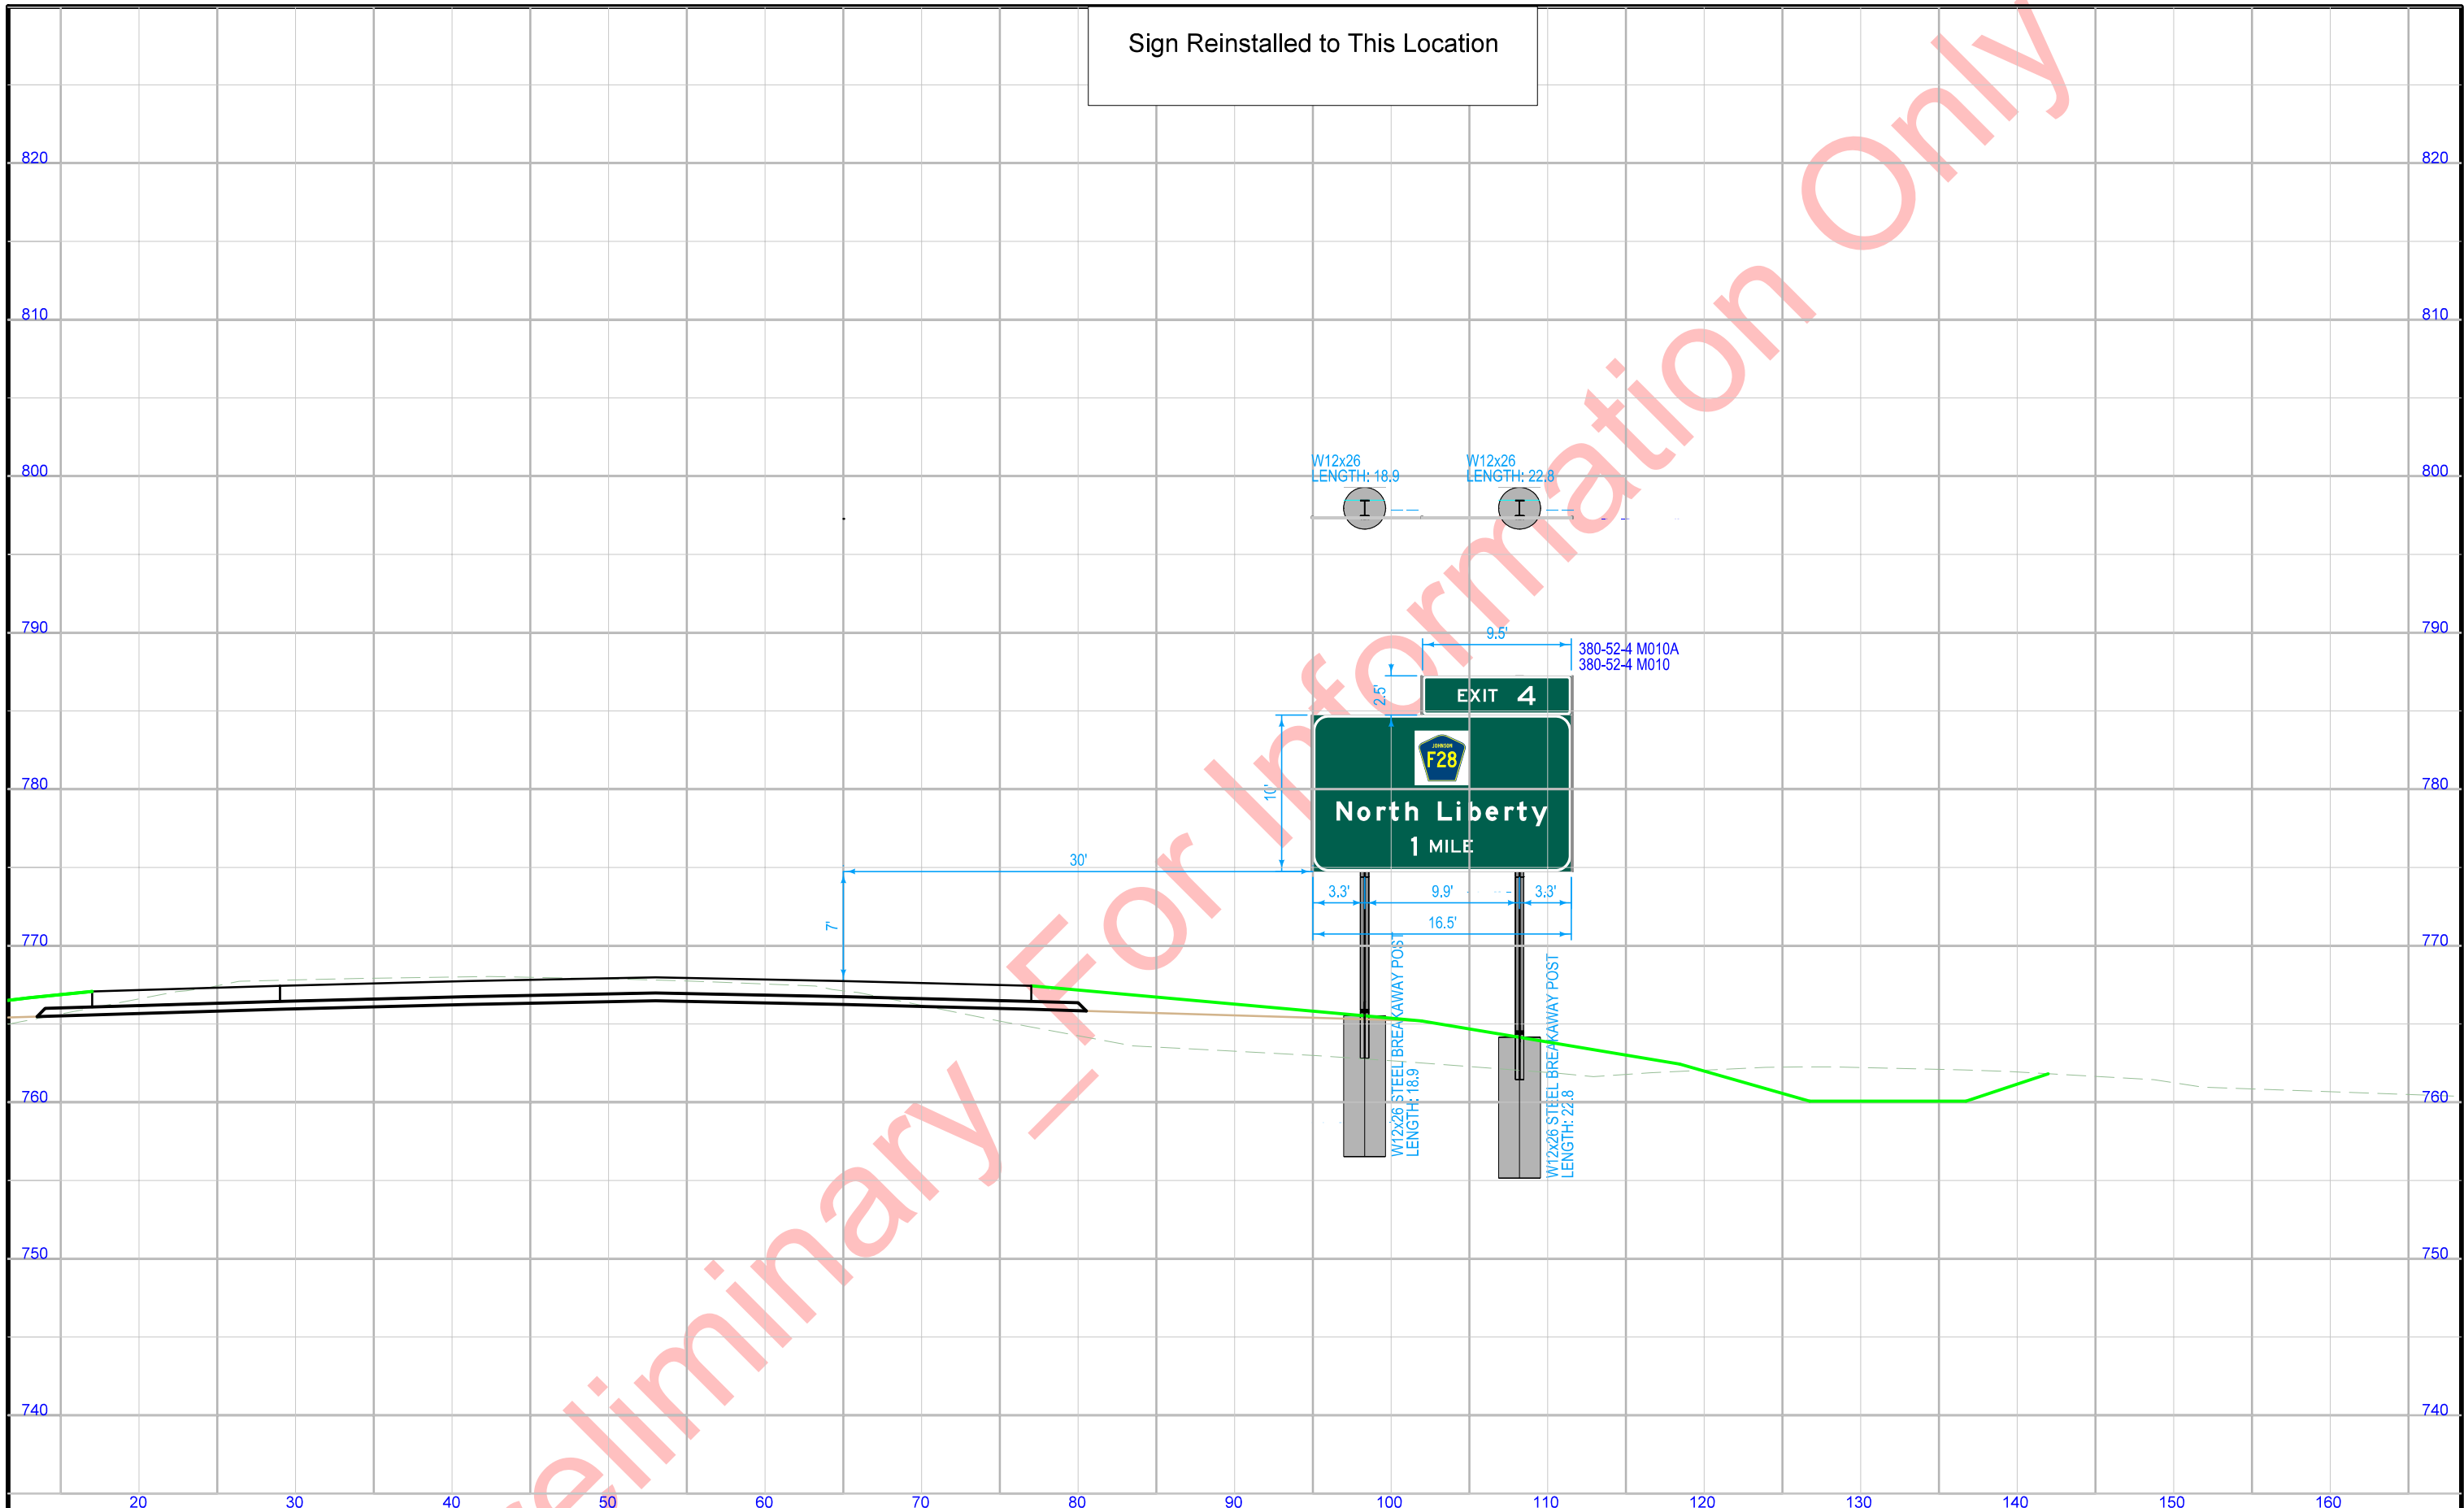 Sign Reinstalled to This Location
820 820
810 810
W12x26 W12x26
LENGTH: 18.9 LENGTH: 22.8
800 800
790 790
9.5'
380-52-4 M010A
380-52-4 M010
2.5'
EXIT 4
JOHNSON
F28
780 780
10'
North Liberty
1 MILE
30'
3.3' 9.9' 3.3'
16.5'
7'
770 770
W12x26 STEEL BREAKAWAY POST
LENGTH: 18.9
W12x26 STEEL BREAKAWAY POST
LENGTH: 22.8
760 760
750 750
740 740
20 30 40 50 60 70 80 90 100 110 120 130 140 150 160
eliminary_For Information Only